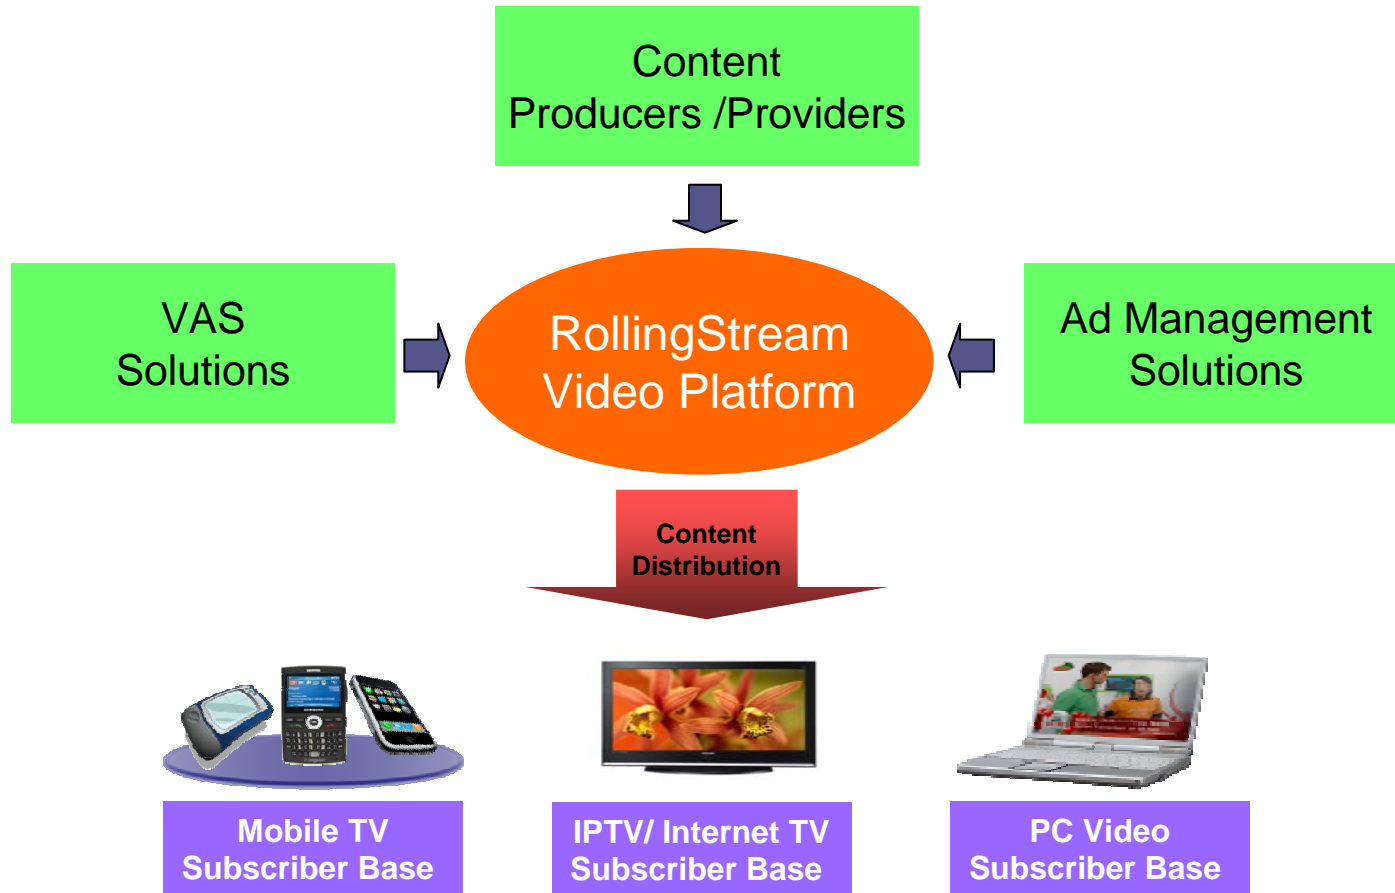 Content
Producers /Providers
VAS
Solutions
RollingStream
Video Platform
Ad Management
Solutions
Content
Distribution
Mobile TV
Subscriber Base
IPTV/ Internet TV
Subscriber Base
PC Video
Subscriber Base